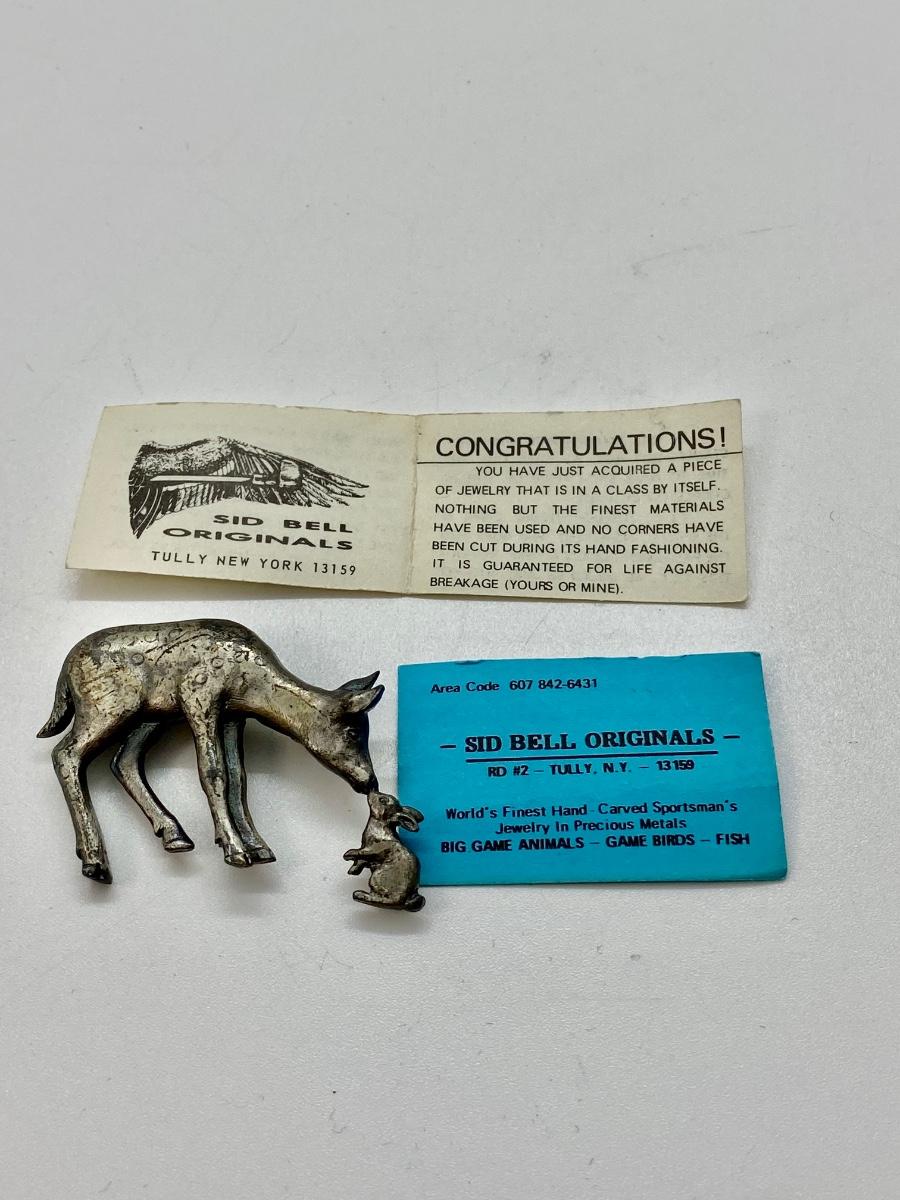 SID BELL
ORIGINALS
TULLY NEW YORK 13159
CONGRATULATIONS!
YOU HAVE JUST ACQUIRED A PIECE
OF JEWELRY THAT IS IN A CLASS BY ITSELF.
NOTHING BUT THE FINEST MATERIALS
HAVE BEEN USED AND NO CORNERS HAVE
BEEN CUT DURING ITS HAND FASHIONING.
IT IS GUARANTEED FOR LIFE AGAINST
BREAKAGE (YOURS OR MINE).
Area Code 607 842-6431
— SID BELL ORIGINALS —
RD #2 — TULLY, N.Y. — 13159
World's Finest Hand-Carved Sportsman's
Jewelry In Precious Metals
BIG GAME ANIMALS — GAME BIRDS — FISH